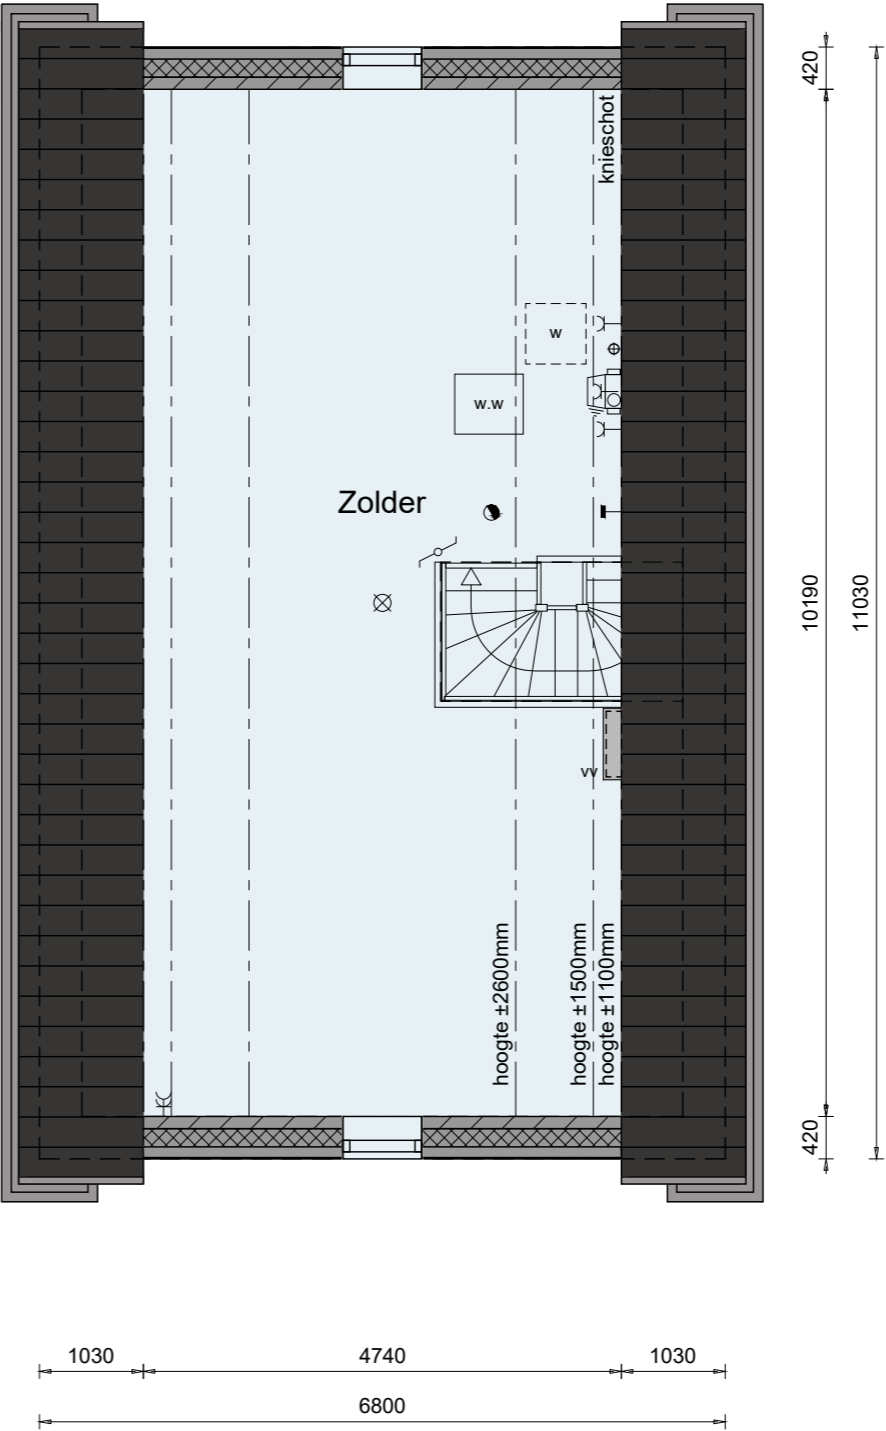 420
knieschot
w
w.w
Zolder
10190
11030
vv
hoogte ±2600mm
hoogte ±1500mm
hoogte ±1100mm
420
1030
4740
1030
6800